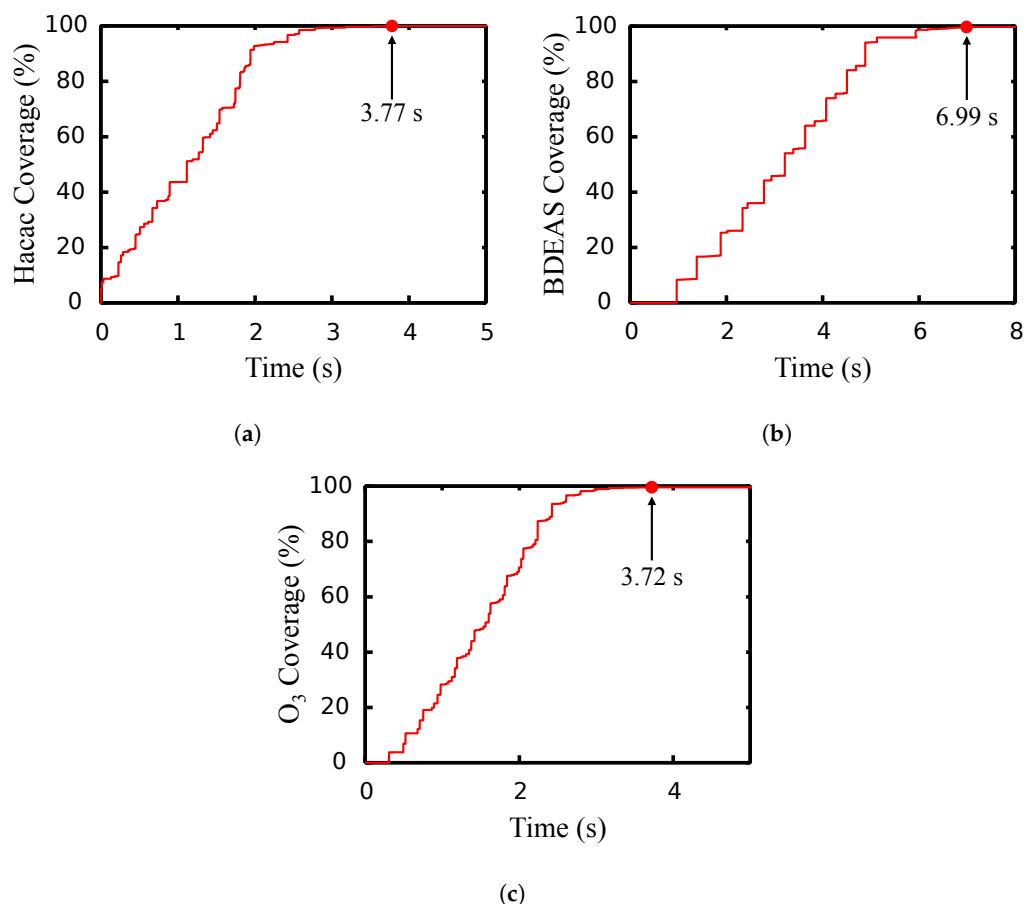 100
80
60
40
20
0
Hacac Coverage (%)
3.77 s
0 1 2 3 4 5
Time (s)
(a)
100
80
60
40
20
0
BDEAS Coverage (%)
6.99 s
0 2 4 6 8
Time (s)
(b)
100
80
60
40
20
0
O₃ Coverage (%)
3.72 s
0 2 4
Time (s)
(c)